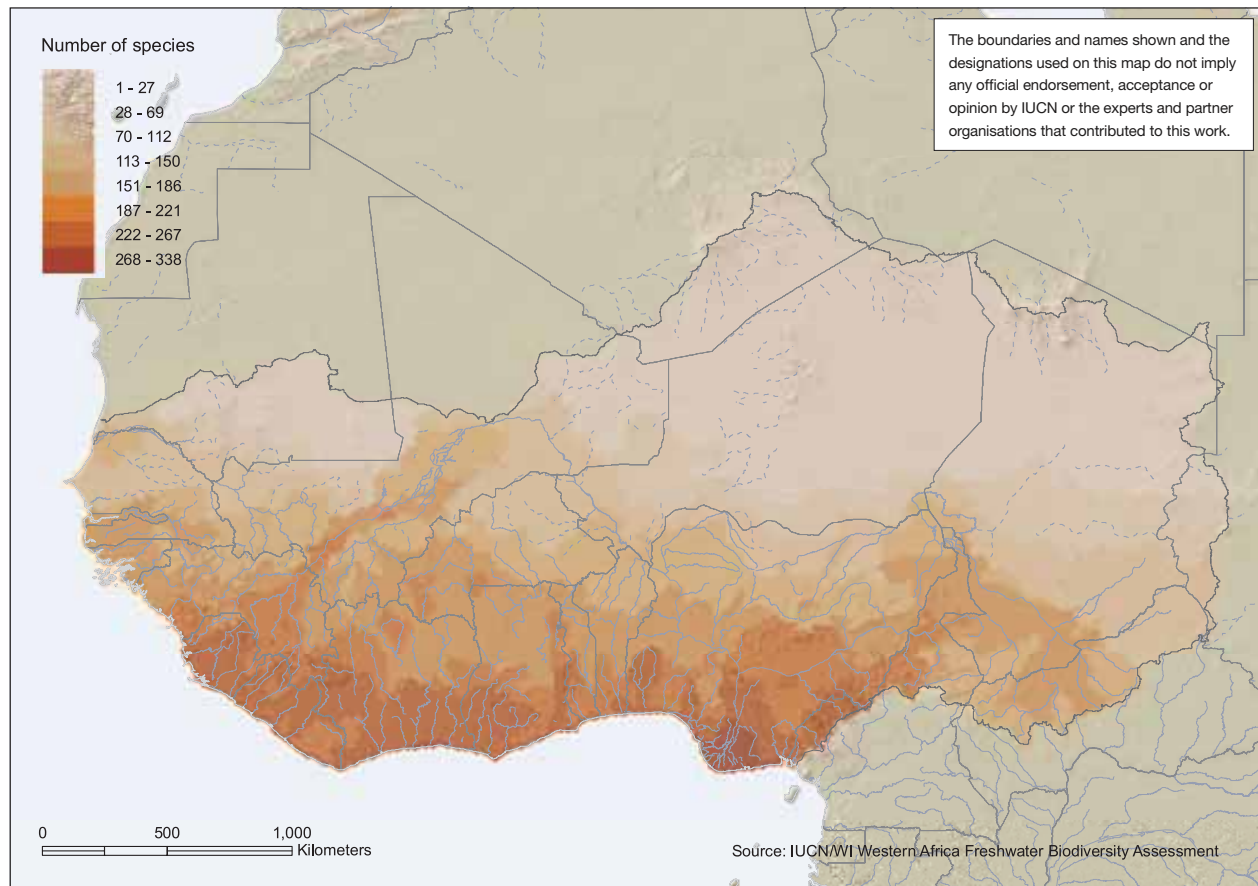 Number of species
1 - 27
28 - 69
70 - 112
113 - 150
151 - 186
187 - 221
222 - 267
268 - 338
The boundaries and names shown and the
designations used on this map do not imply
any official endorsement, acceptance or
opinion by IUCN or the experts and partner
organisations that contributed to this work.
0 500 1,000
Kilometers
Source: IUCN/WI Western Africa Freshwater Biodiversity Assessment